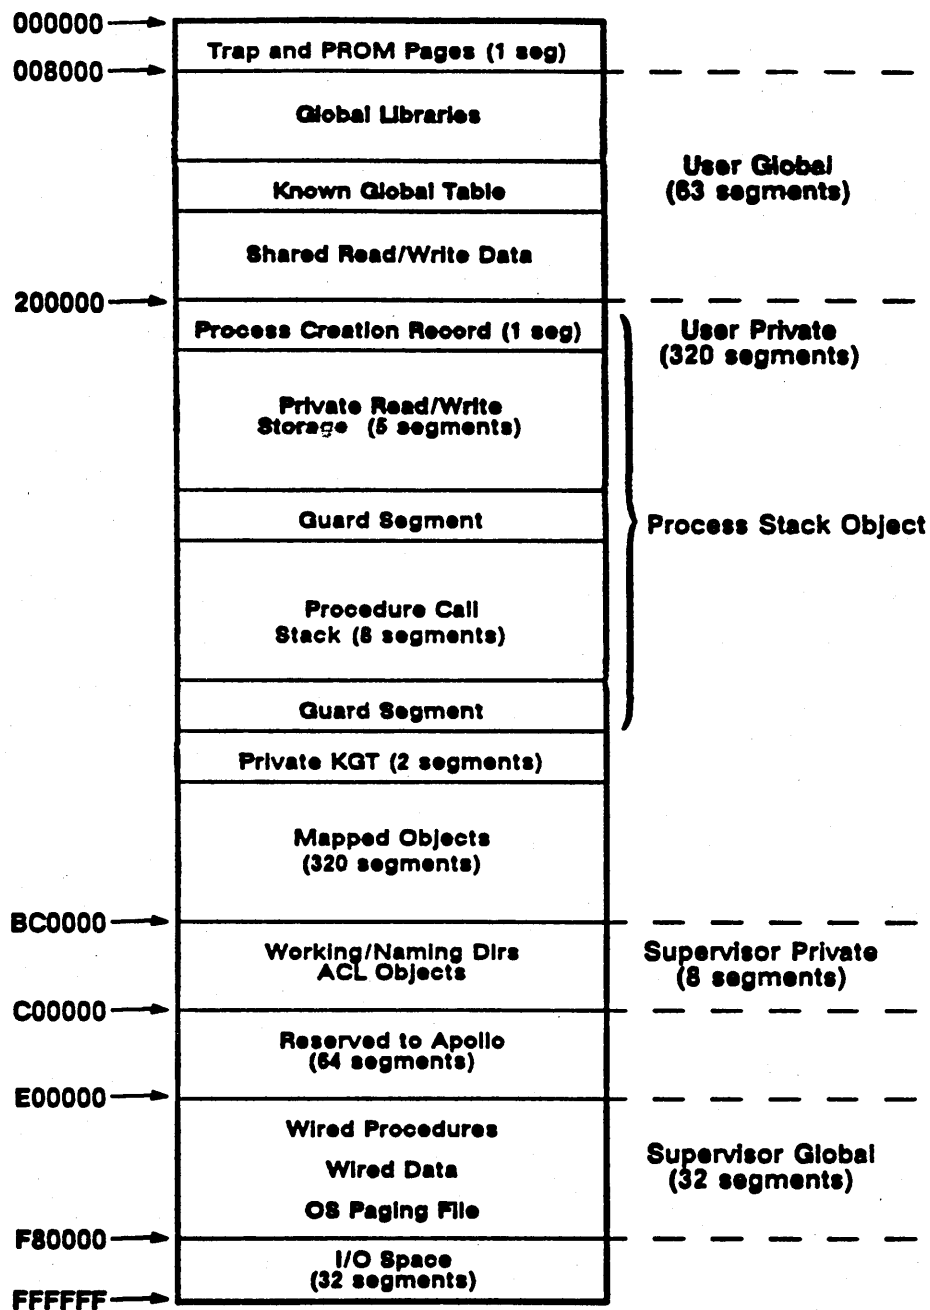 000000
Trap and PROM Pages (1 seg)
008000
Global Libraries
User Global
(63 segments)
Known Global Table
Shared Read/Write Data
200000
Process Creation Record (1 seg)
User Private
(320 segments)
Private Read/Write
Storage (5 segments)
Guard Segment
Process Stack Object
Procedure Call
Stack (8 segments)
Guard Segment
Private KGT (2 segments)
Mapped Objects
(320 segments)
BC0000
Working/Naming Dirs
ACL Objects
Supervisor Private
(8 segments)
C00000
Reserved to Apollo
(64 segments)
E00000
Wired Procedures
Wired Data
OS Paging File
Supervisor Global
(32 segments)
F80000
I/O Space
(32 segments)
FFFFFF